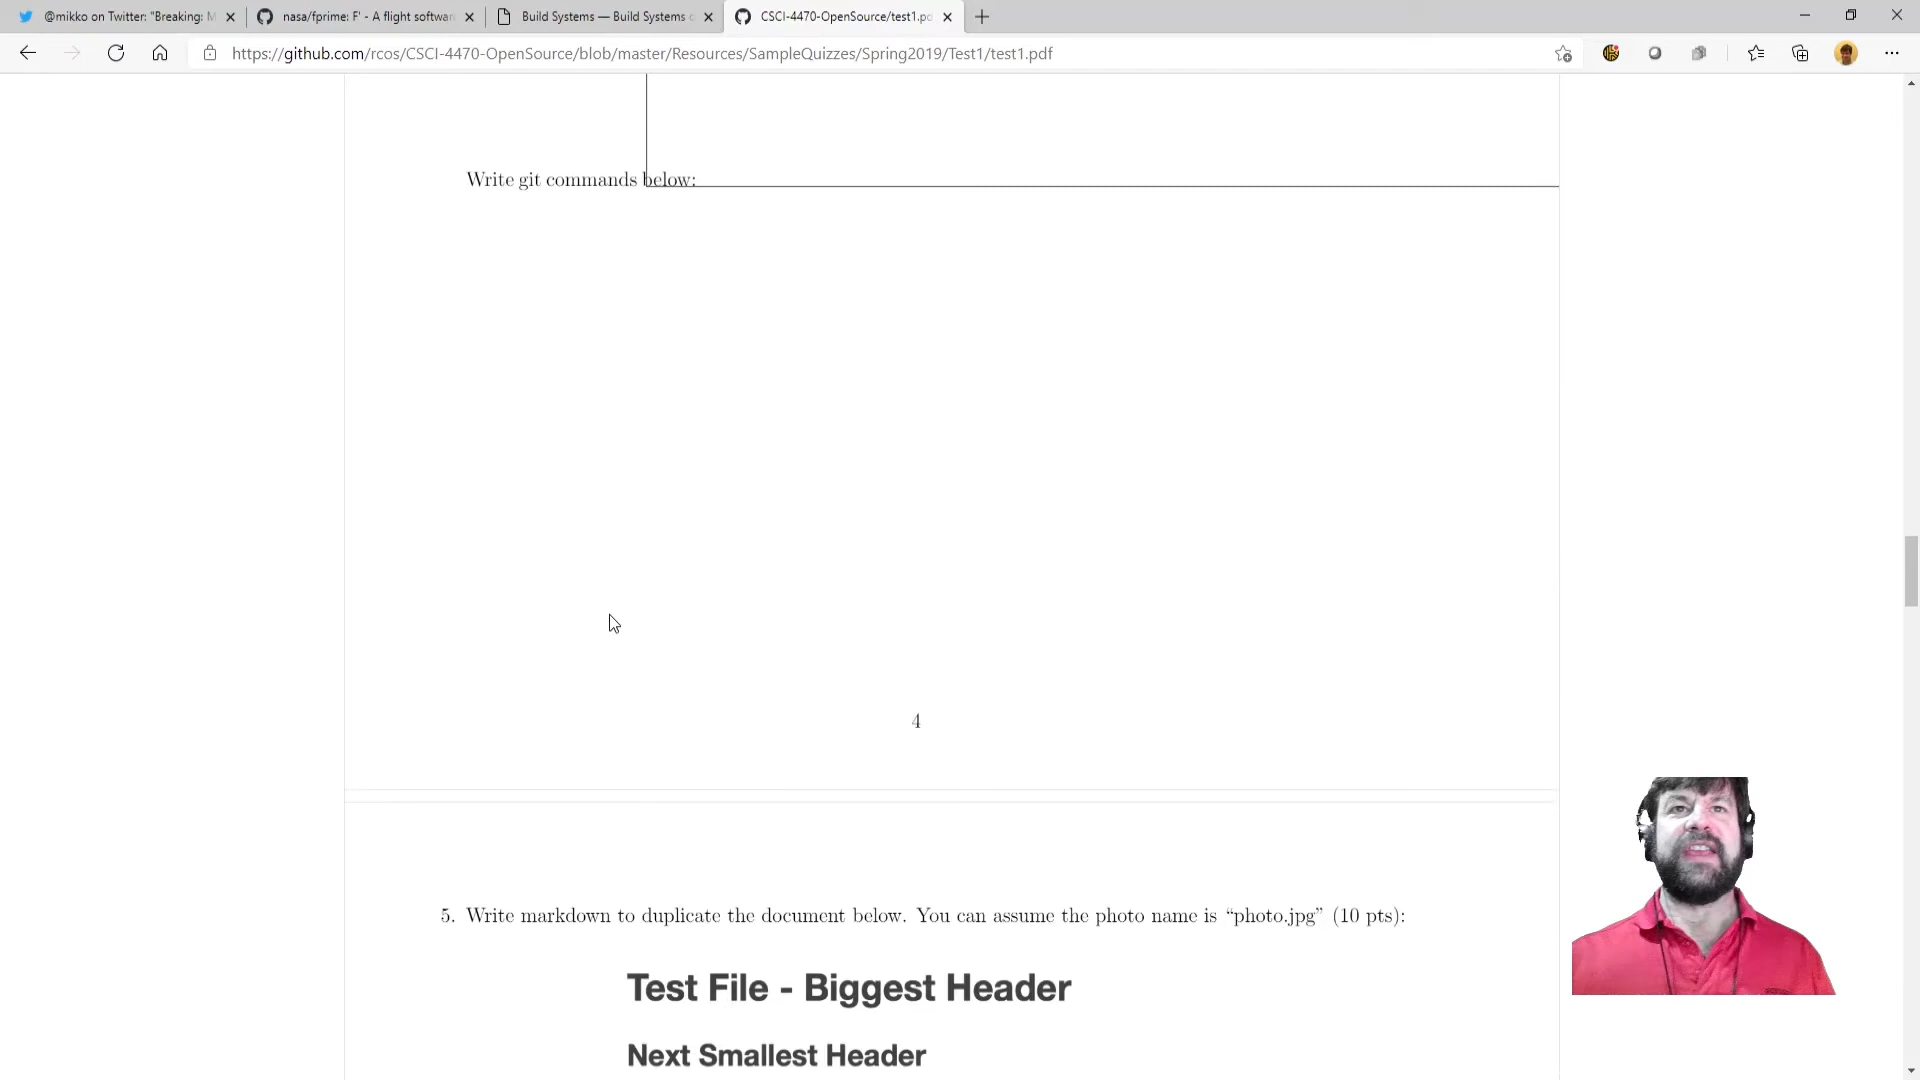 @mikko on Twitter: "Breaking: M
nasa/fprime: F' - A flight softwar
Build Systems — Build Systems
CSCI-4470-OpenSource/test1.pd
https://github.com/rcos/CSCI-4470-OpenSource/blob/master/Resources/SampleQuizzes/Spring2019/Test1/test1.pdf
Write git commands below:
4
5. Write markdown to duplicate the document below. You can assume the photo name is “photo.jpg” (10 pts):
Test File - Biggest Header
Next Smallest Header